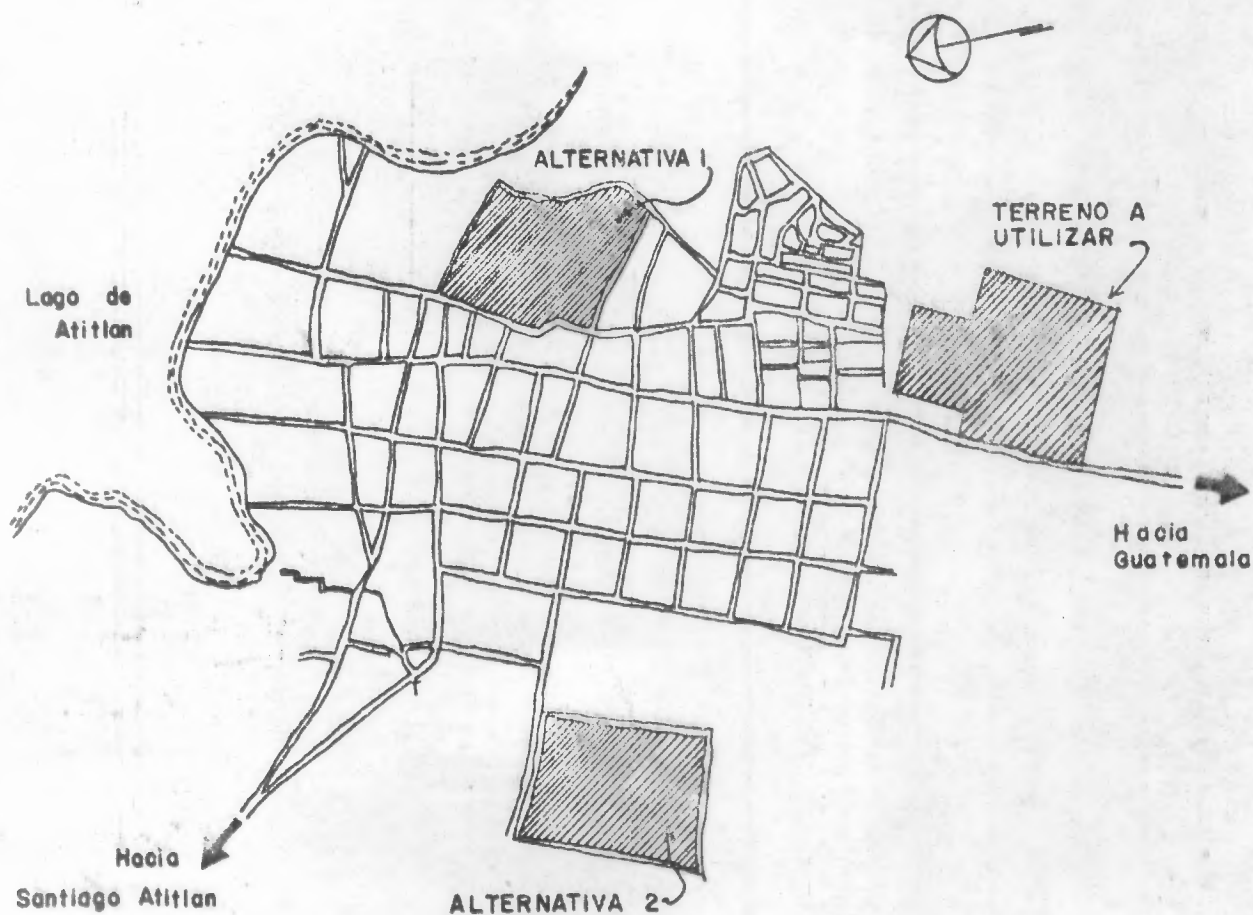 ALTERNATIVA 1
TERRENO A
UTILIZAR
Lago de
Atitlan
Hacia
Guatemala
Hacia
Santiago Atitlan
ALTERNATIVA 2